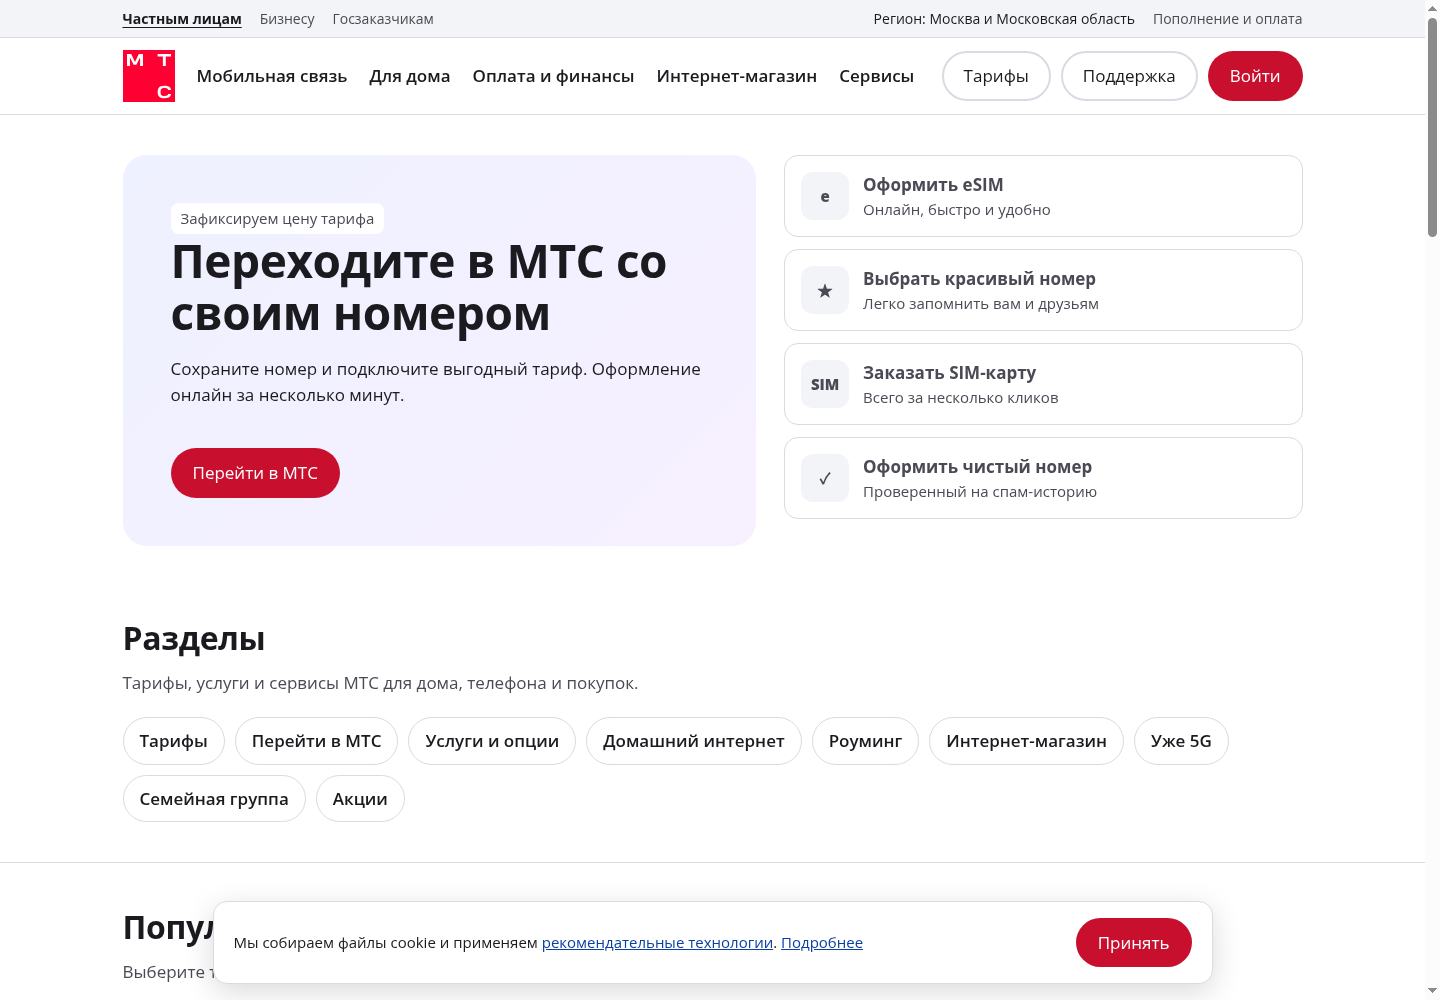 Частным лицам Бизнесу Госзаказчикам Регион: Москва и Московская область Пополнение и оплата
М Т С
Мобильная связь Для дома Оплата и финансы Интернет-магазин Сервисы Тарифы Поддержка Войти
Зафиксируем цену тарифа
Переходите в МТС со
своим номером
Сохраните номер и подключите выгодный тариф. Оформление
онлайн за несколько минут.
Перейти в МТС
e
Оформить eSIM
Онлайн, быстро и удобно
★
Выбрать красивый номер
Легко запомнить вам и друзьям
SIM
Заказать SIM-карту
Всего за несколько кликов
✓
Оформить чистый номер
Проверенный на спам-историю
Разделы
Тарифы, услуги и сервисы МТС для дома, телефона и покупок.
Тарифы Перейти в МТС Услуги и опции Домашний интернет Роуминг Интернет-магазин Уже 5G
Семейная группа Акции
Выберите
Мы собираем файлы cookie и применяем рекомендательные технологии. Подробнее
Принять